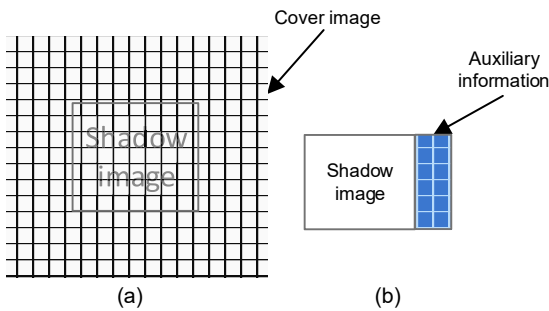 Cover image
Shadow
image
(a)
Auxiliary
information
Shadow
image
(b)